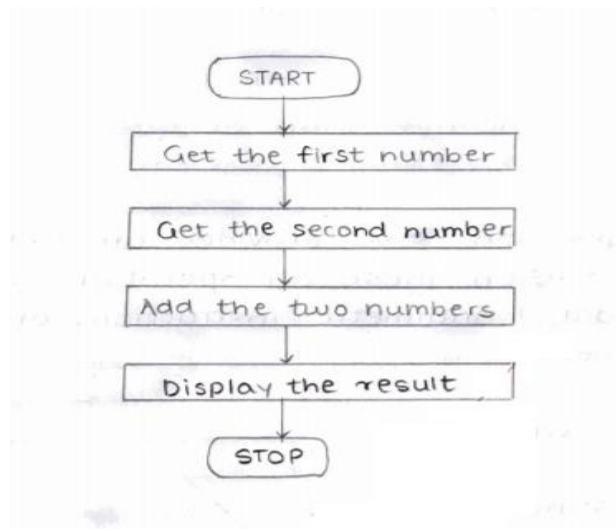 START
Get the first number
Get the second number
Add the two numbers
Display the result
STOP